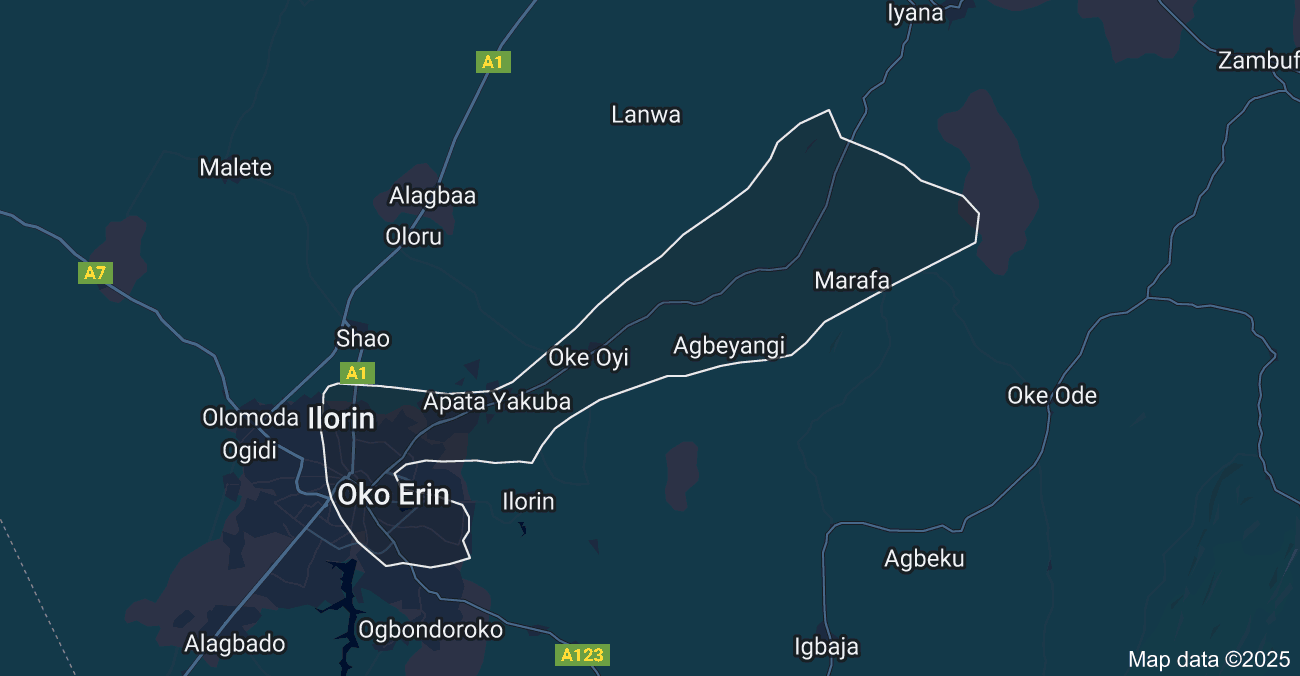 Iyana
A1
Zambuf
Lanwa
Malete
Alagbaa
Oloru
A7
Marafa
Shao
Agbeyangi
Oke Oyi
A1
Oke Ode
Apata Yakuba
Olomoda
Ilorin
Ogidi
Oko Erin
Ilorin
Agbeku
Ogbondoroko
Alagbado
Igbaja
A123
Map data ©2025